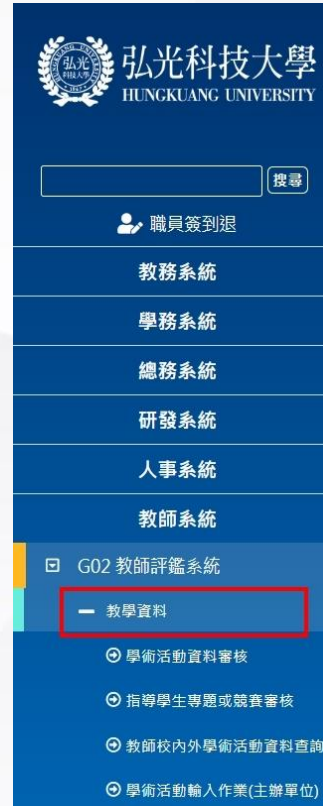 弘光科技大學
HUNGKUANG UNIVERSITY
搜尋
職員簽到退
教務系統
學務系統
總務系統
研發系統
人事系統
教師系統
G02 教師評鑑系統
教學資料
學術活動資料審核
指導學生專題或競賽審核
教師校內外學術活動資料查詢
學術活動輸入作業(主辦單位)